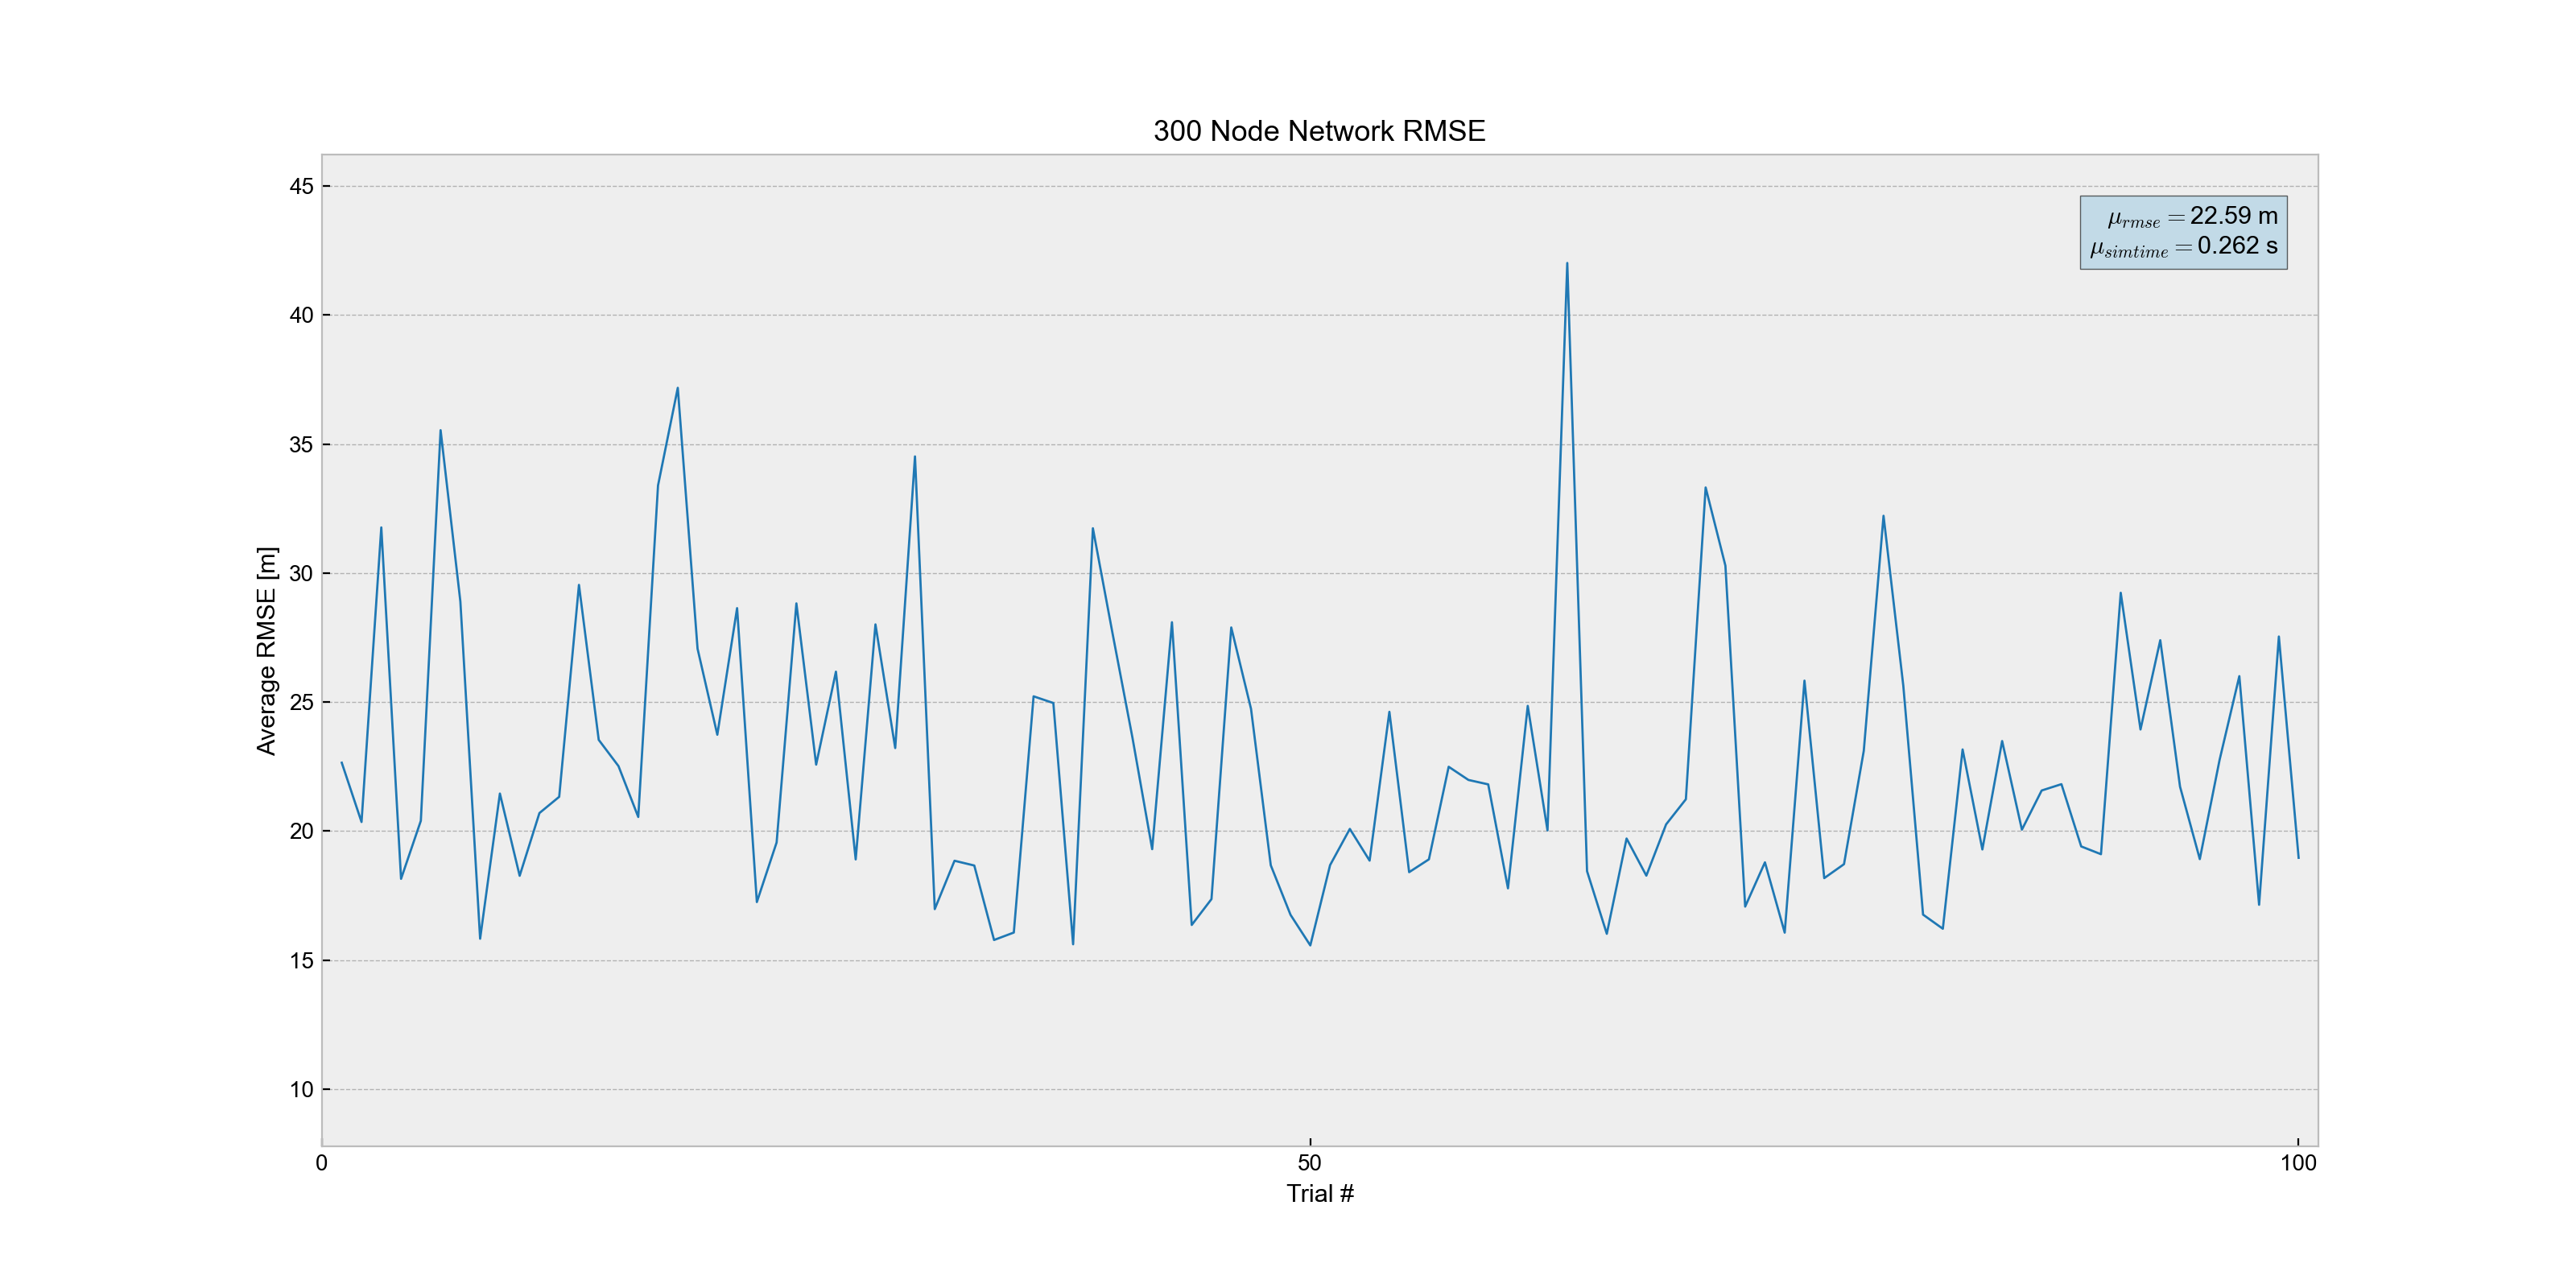 300 Node Network RMSE
45
40
35
30
25
20
15
10
Average RMSE [m]
μrmse = 22.59 m
μsimtime = 0.262 s
0 50 100
Trial #